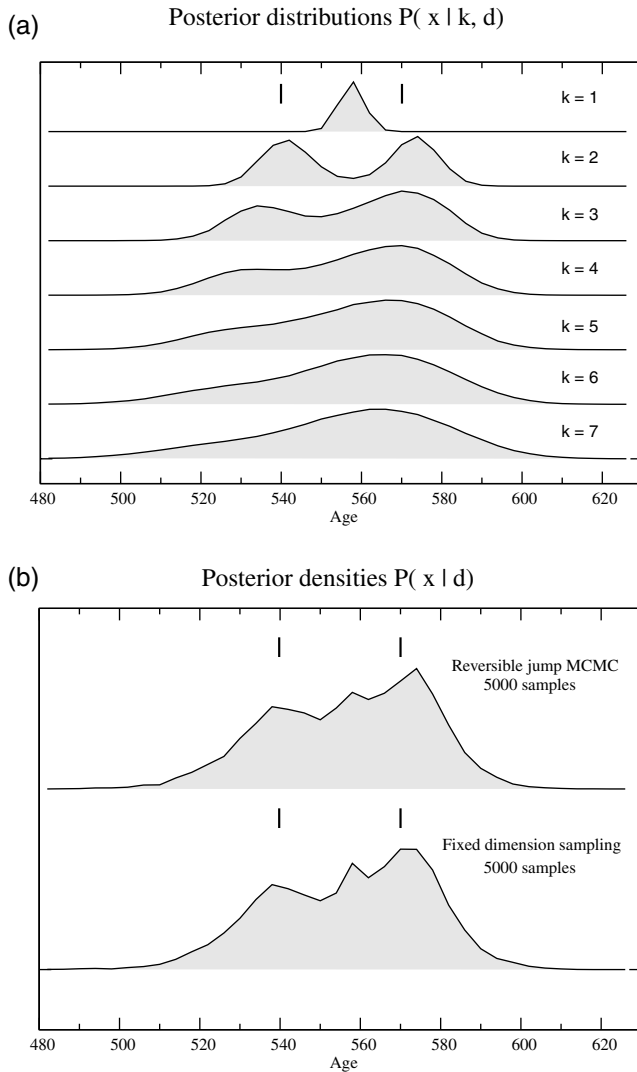 (a)
Posterior distributions P( x | k, d)
k = 1
k = 2
k = 3
k = 4
k = 5
k = 6
k = 7
480 500 520 540 560 580 600 620
Age
(b)
Posterior densities P( x | d)
Reversible jump MCMC
5000 samples
Fixed dimension sampling
5000 samples
480 500 520 540 560 580 600 620
Age